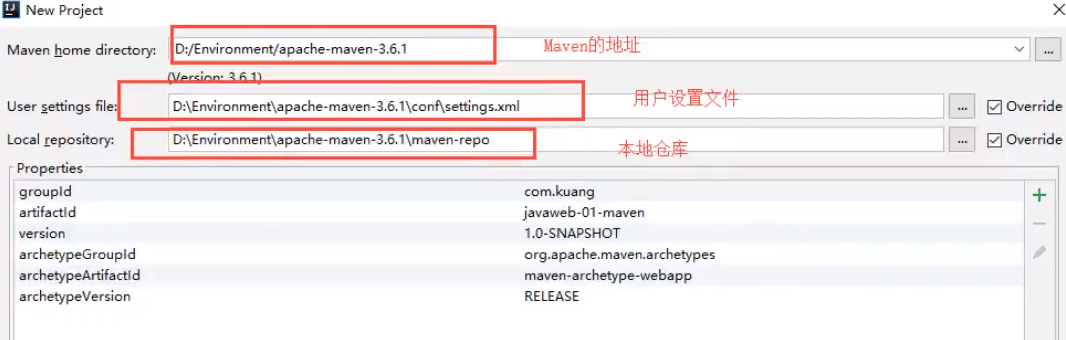 New Project
Maven home directory: D:/Environment/apache-maven-3.6.1 Maven的地址 ...
(Version: 3.6.1)
User settings file: D:\Environment\apache-maven-3.6.1\conf\settings.xml 用户设置文件 ... Override
Local repository: D:\Environment\apache-maven-3.6.1\maven-repo 本地仓库 ... Override
Properties
groupId com.kuang
artifactId javaweb-01-maven
version 1.0-SNAPSHOT
archetypeGroupId org.apache.maven.archetypes
archetypeArtifactId maven-archetype-webapp
archetypeVersion RELEASE